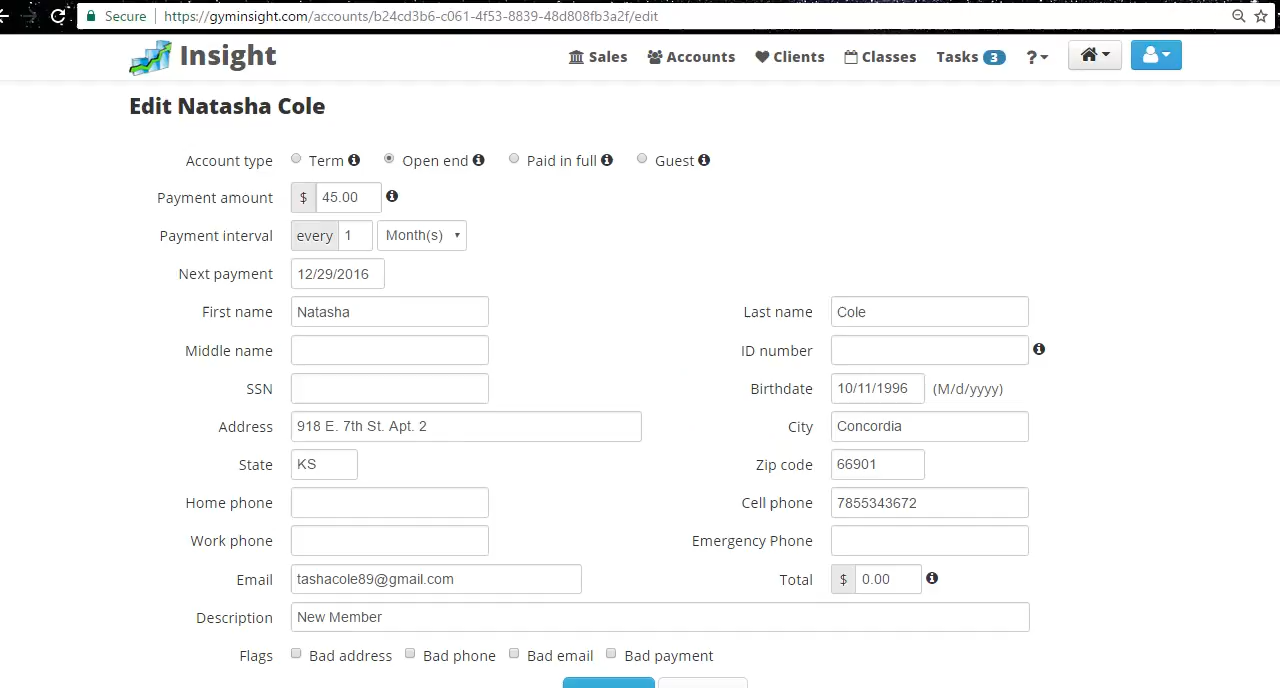 Secure https://gyminsight.com/accounts/b24cd3b6-c061-4f53-8839-48d808fb3a2f/edit
Insight Sales Accounts Clients Classes Tasks 3 ?
Edit Natasha Cole
Account type Term Open end Paid in full Guest
Payment amount $ 45.00
Payment interval every 1 Month(s)
Next payment 12/29/2016
First name Natasha Last name Cole
Middle name ID number
SSN Birthdate 10/11/1996 (M/d/yyyy)
Address 918 E. 7th St. Apt. 2 City Concordia
State KS Zip code 66901
Home phone Cell phone 7855343672
Work phone Emergency Phone
Email tashacole89@gmail.com Total $ 0.00
Description New Member
Flags Bad address Bad phone Bad email Bad payment